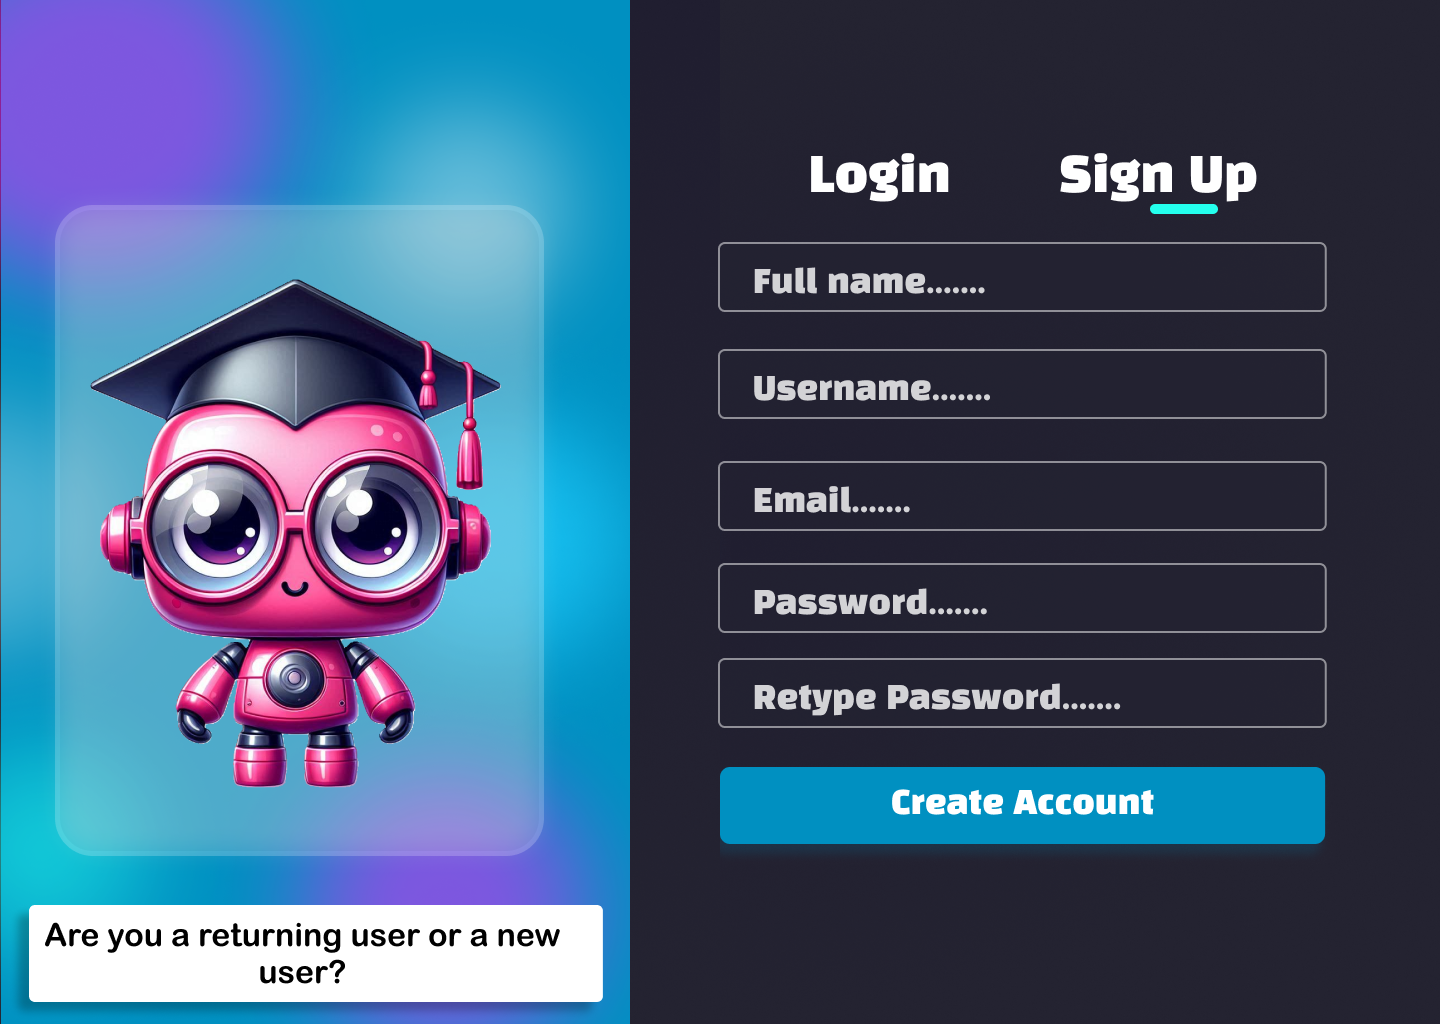 Login Sign Up
Full name.......
Username.......
Email.......
Password.......
Retype Password.......
Create Account
Are you a returning user or a new
user?